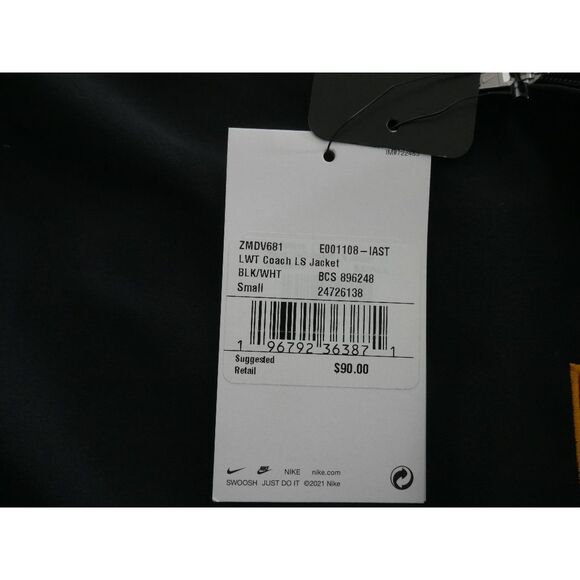 ZMDV681 E001108-IAST
LWT Coach LS Jacket
BLK/WHT BCS 896248
Small 24726138
1 96792 36387 1
Suggested
Retail $90.00
NIKE nike.com
SWOOSH JUST DO IT ©2021 Nike